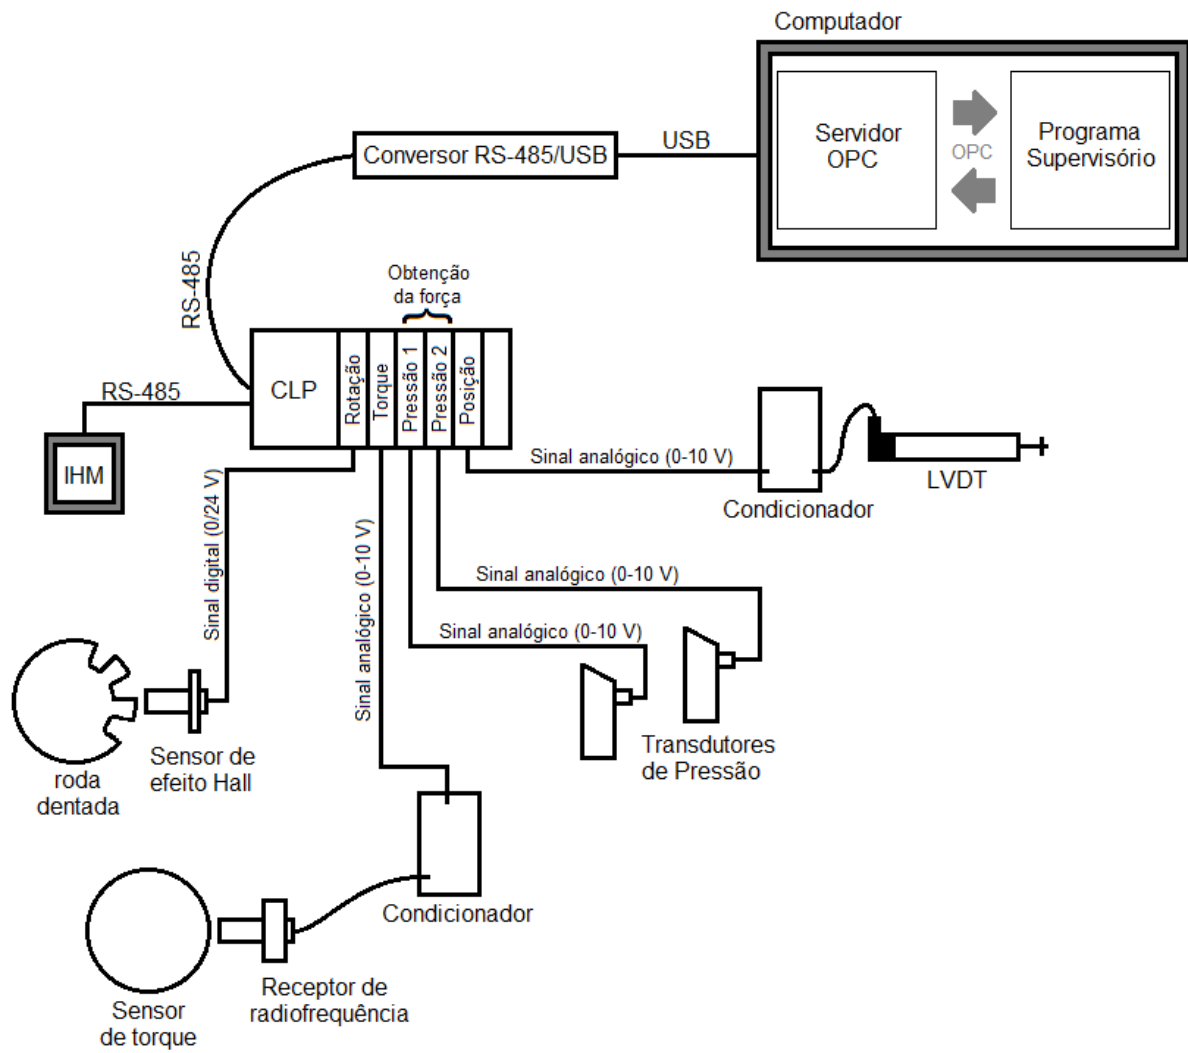 Computador
Servidor
OPC
OPC
Programa
Supervisório
Conversor RS-485/USB
USB
RS-485
Obtenção
da força
CLP
Rotação
Torque
Pressão 1
Pressão 2
Posição
RS-485
IHM
Sinal analógico (0-10 V)
Condicionador
LVDT
Sinal digital (0/24 V)
Sinal analógico (0-10 V)
Sinal analógico (0-10 V)
Sinal analógico (0-10 V)
Transdutores
de Pressão
Sensor de
efeito Hall
roda
dentada
Condicionador
Receptor de
radiofrequência
Sensor
de torque